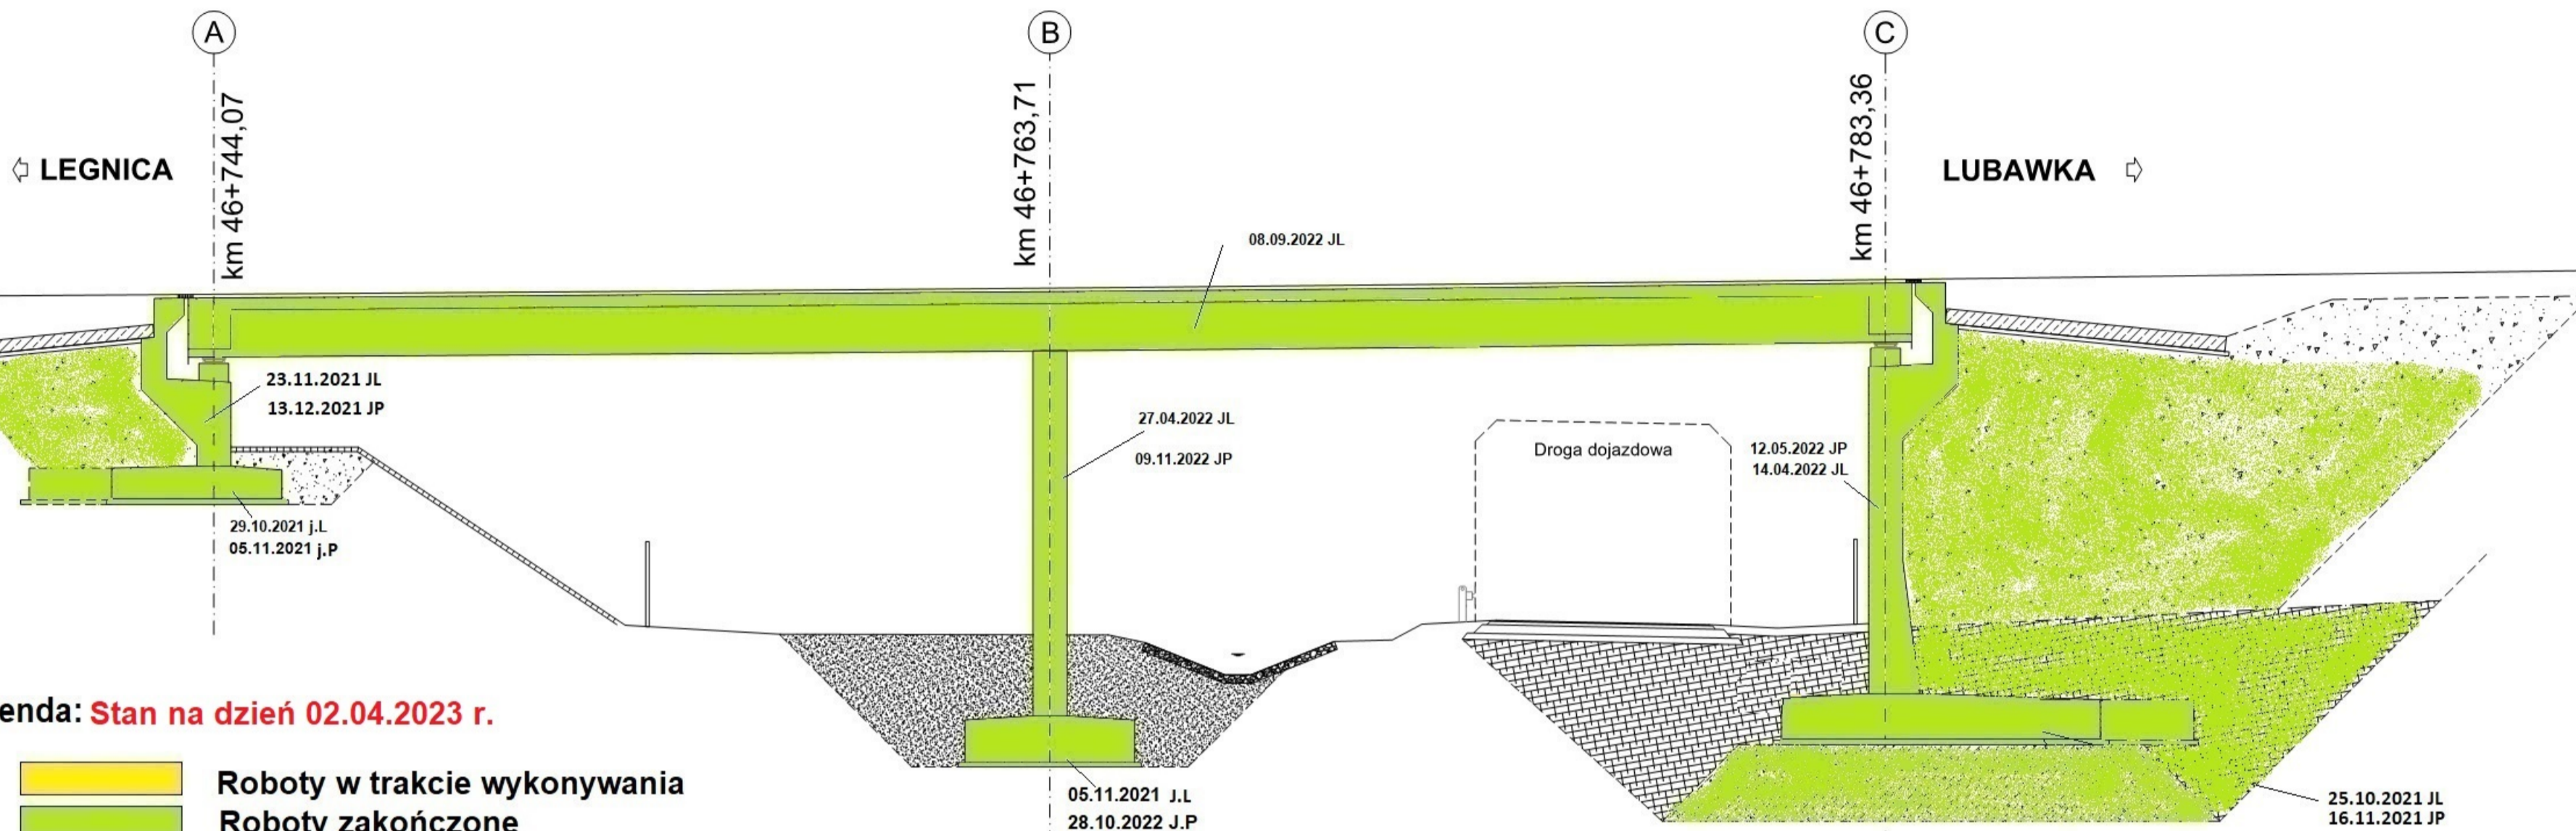 A
B
C
km 46+744,07
km 46+763,71
km 46+783,36
LEGNICA
LUBAWKA
08.09.2022 JL
23.11.2021 JL
13.12.2021 JP
27.04.2022 JL
09.11.2022 JP
Droga dojazdowa
12.05.2022 JP
14.04.2022 JL
29.10.2021 j.L
05.11.2021 j.P
enda: Stan na dzień 02.04.2023 r.
Roboty w trakcie wykonywania
Roboty zakończone
05.11.2021 J.L
28.10.2022 J.P
25.10.2021 JL
16.11.2021 JP